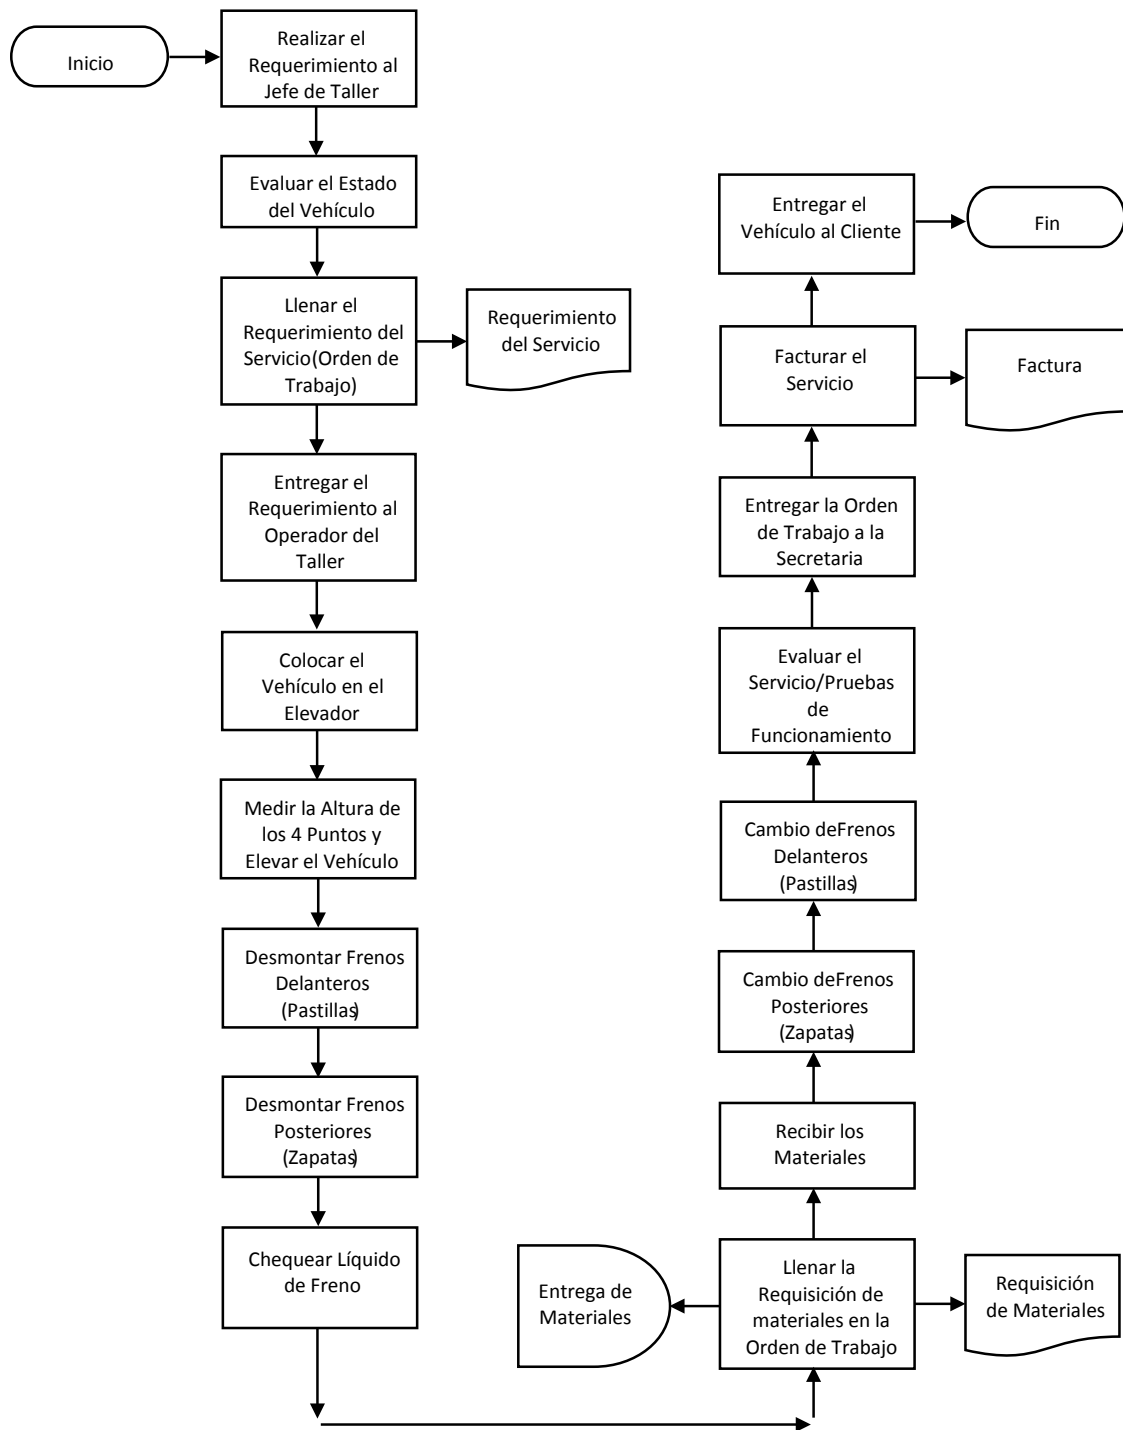 Inicio
Realizar el
Requerimiento al
Jefe de Taller
Evaluar el Estado
del Vehículo
Llenar el
Requerimiento del
Servicio(Orden de
Trabajo)
Requerimiento
del Servicio
Entregar el
Requerimiento al
Operador del
Taller
Colocar el
Vehículo en el
Elevador
Medir la Altura de
los 4 Puntos y
Elevar el Vehículo
Desmontar Frenos
Delanteros
(Pastillas)
Desmontar Frenos
Posteriores
(Zapatas)
Chequear Líquido
de Freno
Llenar la
Requisición de
materiales en la
Orden de Trabajo
Entrega de
Materiales
Requisición
de Materiales
Recibir los
Materiales
Cambio deFrenos
Posteriores
(Zapatas)
Cambio deFrenos
Delanteros
(Pastillas)
Evaluar el
Servicio/Pruebas
de
Funcionamiento
Entregar la Orden
de Trabajo a la
Secretaria
Facturar el
Servicio
Factura
Entregar el
Vehículo al Cliente
Fin